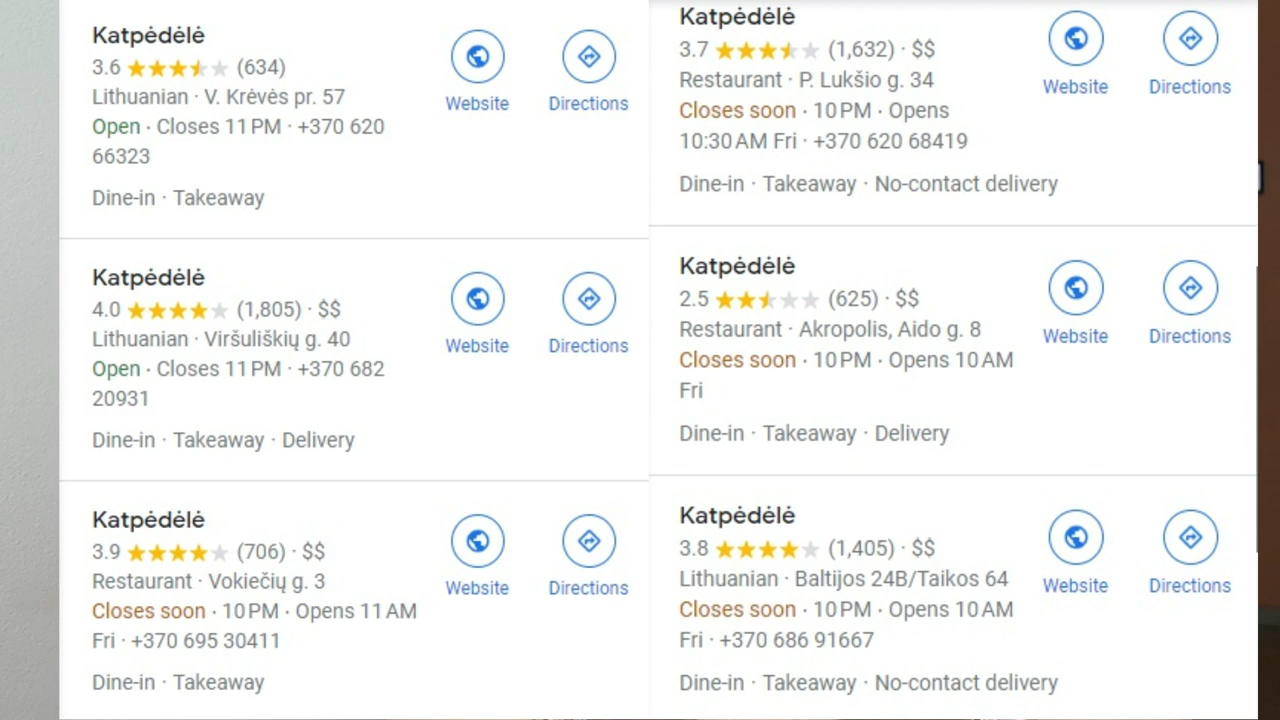 Katpėdėlė
3.6 (634)
Lithuanian · V. Krėvės pr. 57
Open · Closes 11 PM · +370 620
66323
Dine-in · Takeaway
Website
Directions
Katpėdėlė
4.0 (1,805) · $$
Lithuanian · Viršuliškių g. 40
Open · Closes 11 PM · +370 682
20931
Dine-in · Takeaway · Delivery
Website
Directions
Katpėdėlė
3.9 (706) · $$
Restaurant · Vokiečių g. 3
Closes soon · 10 PM · Opens 11 AM
Fri · +370 695 30411
Dine-in · Takeaway
Website
Directions
Katpėdėlė
3.7 (1,632) · $$
Restaurant · P. Lukšio g. 34
Closes soon · 10 PM · Opens
10:30 AM Fri · +370 620 68419
Dine-in · Takeaway · No-contact delivery
Website
Directions
Katpėdėlė
2.5 (625) · $$
Restaurant · Akropolis, Aido g. 8
Closes soon · 10 PM · Opens 10 AM
Fri
Dine-in · Takeaway · Delivery
Website
Directions
Katpėdėlė
3.8 (1,405) · $$
Lithuanian · Baltijos 24B/Taikos 64
Closes soon · 10 PM · Opens 10 AM
Fri · +370 686 91667
Dine-in · Takeaway · No-contact delivery
Website
Directions